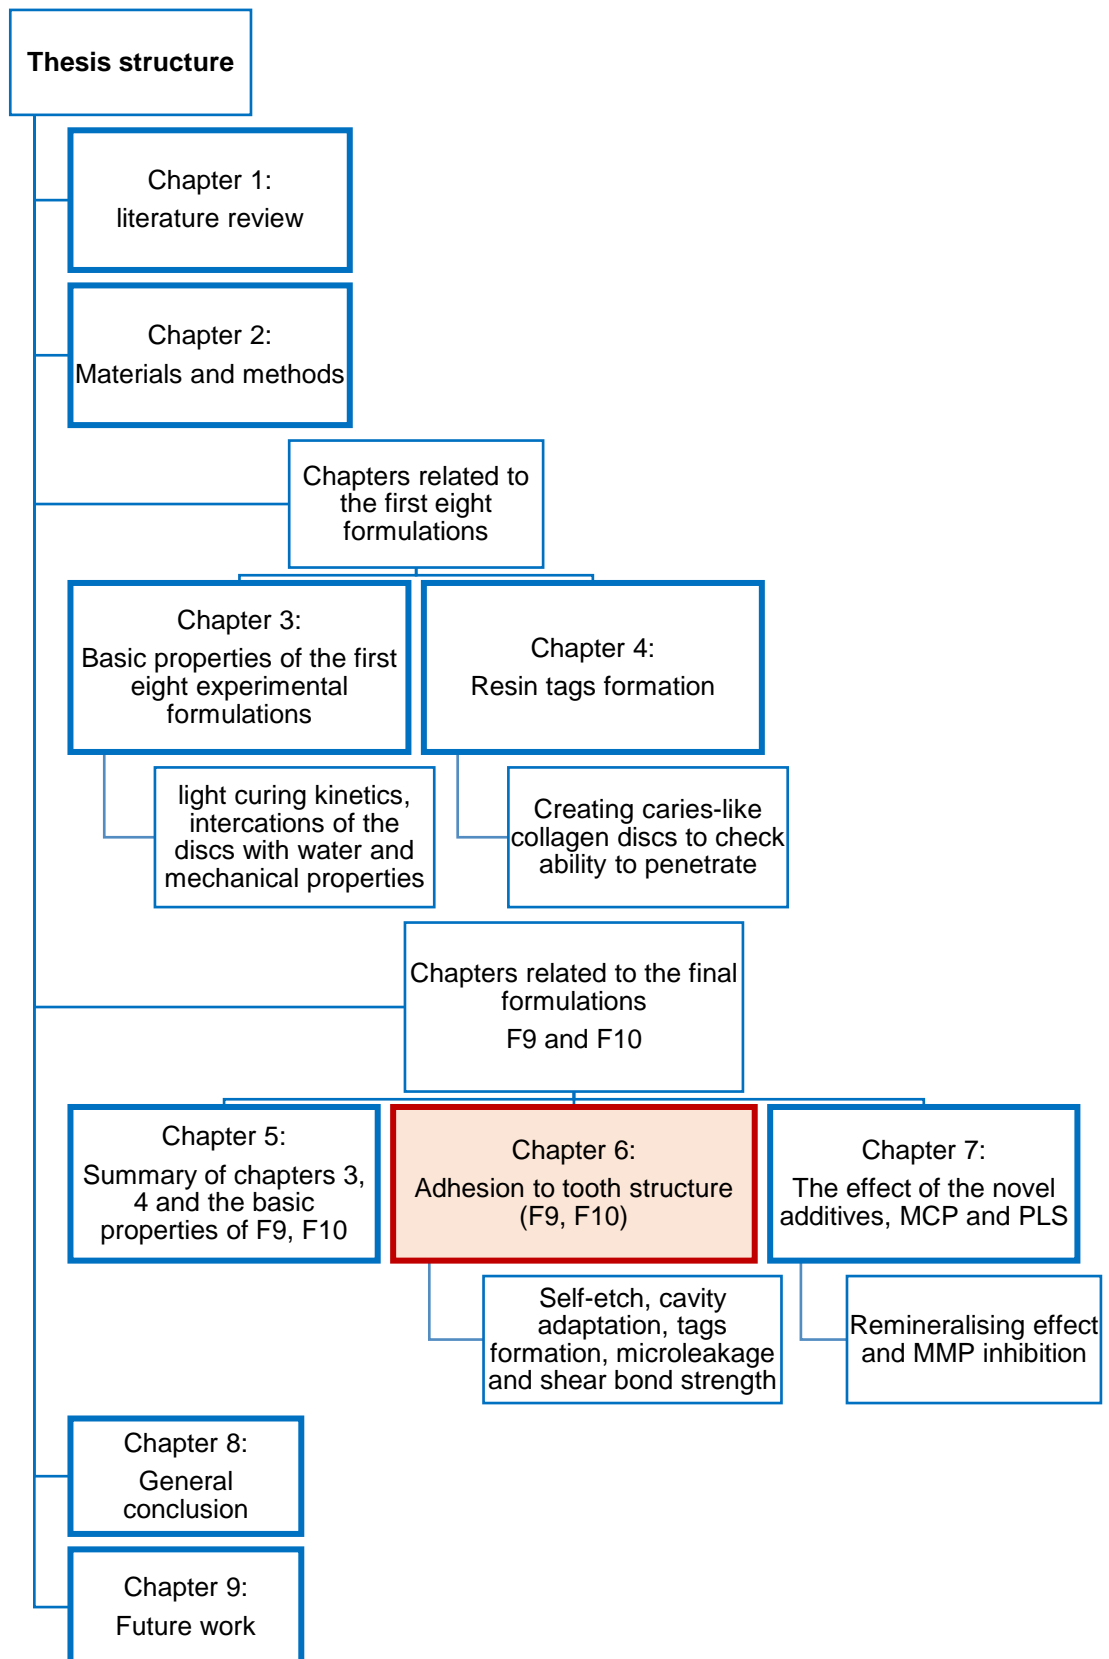 Thesis structure
Chapter 1:
literature review
Chapter 2:
Materials and methods
Chapters related to
the first eight
formulations
Chapter 3:
Basic properties of the first
eight experimental
formulations
Chapter 4:
Resin tags formation
light curing kinetics,
intercations of the
discs with water and
mechanical properties
Creating caries-like
collagen discs to check
ability to penetrate
Chapters related to the final
formulations
F9 and F10
Chapter 5:
Summary of chapters 3,
4 and the basic
properties of F9, F10
Chapter 6:
Adhesion to tooth structure
(F9, F10)
Chapter 7:
The effect of the novel
additives, MCP and PLS
Self-etch, cavity
adaptation, tags
formation, microleakage
and shear bond strength
Remineralising effect
and MMP inhibition
Chapter 8:
General
conclusion
Chapter 9:
Future work